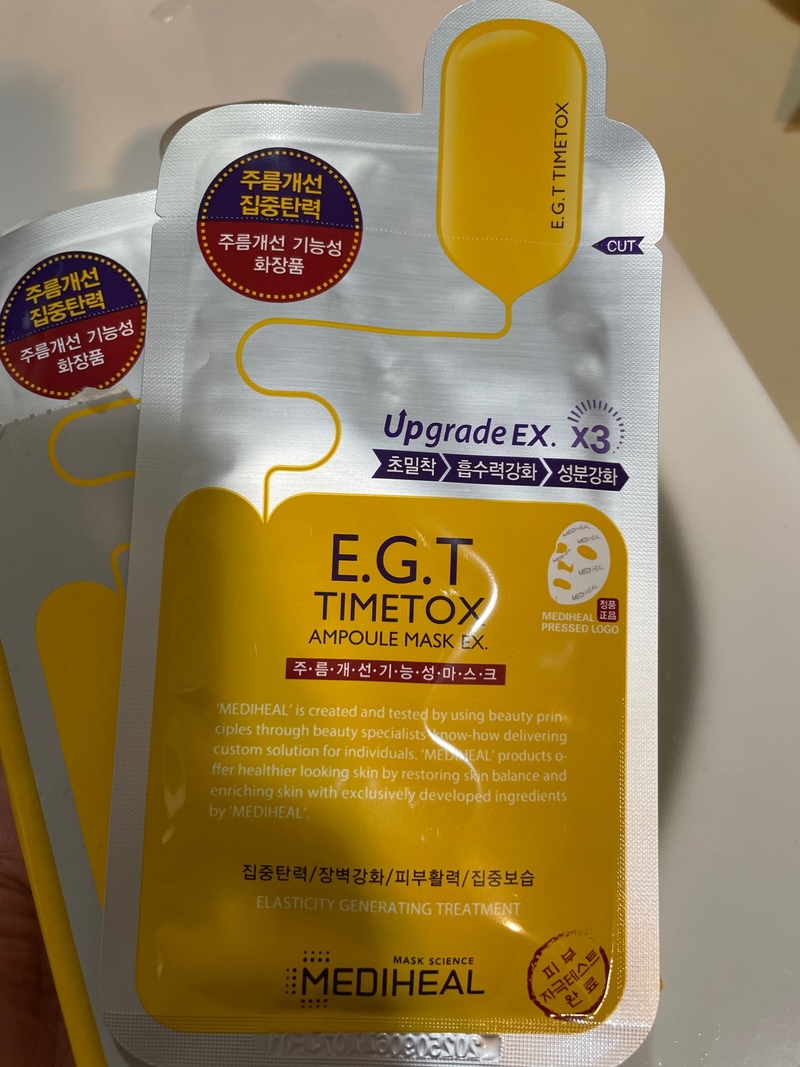 E.G.T TIMETOX
CUT
주름개선
집중탄력
주름개선 기능성
화장품
주름개선
집중탄력
주름개선 기능성
화장품
Upgrade EX. x3
초밀착 흡수력강화 성분강화
E.G.T
TIMETOX
AMPOULE MASK EX.
주·름·개·선·기·능·성·마·스·크
MEDIHEAL
MEDIHEAL
MEDIHEAL
MEDIHEAL
정품
正品
MEDIHEAL
PRESSED LOGO
'MEDIHEAL' is created and tested by using beauty prin-
ciples through beauty specialists' know-how delivering
custom solution for individuals. 'MEDIHEAL' products o-
ffer healthier looking skin by restoring skin balance and
enriching skin with exclusively developed ingredients
by 'MEDIHEAL'.
집중탄력/장벽강화/피부활력/집중보습
ELASTICITY GENERATING TREATMENT
MASK SCIENCE
MEDIHEAL
피부
자극테스트
완료